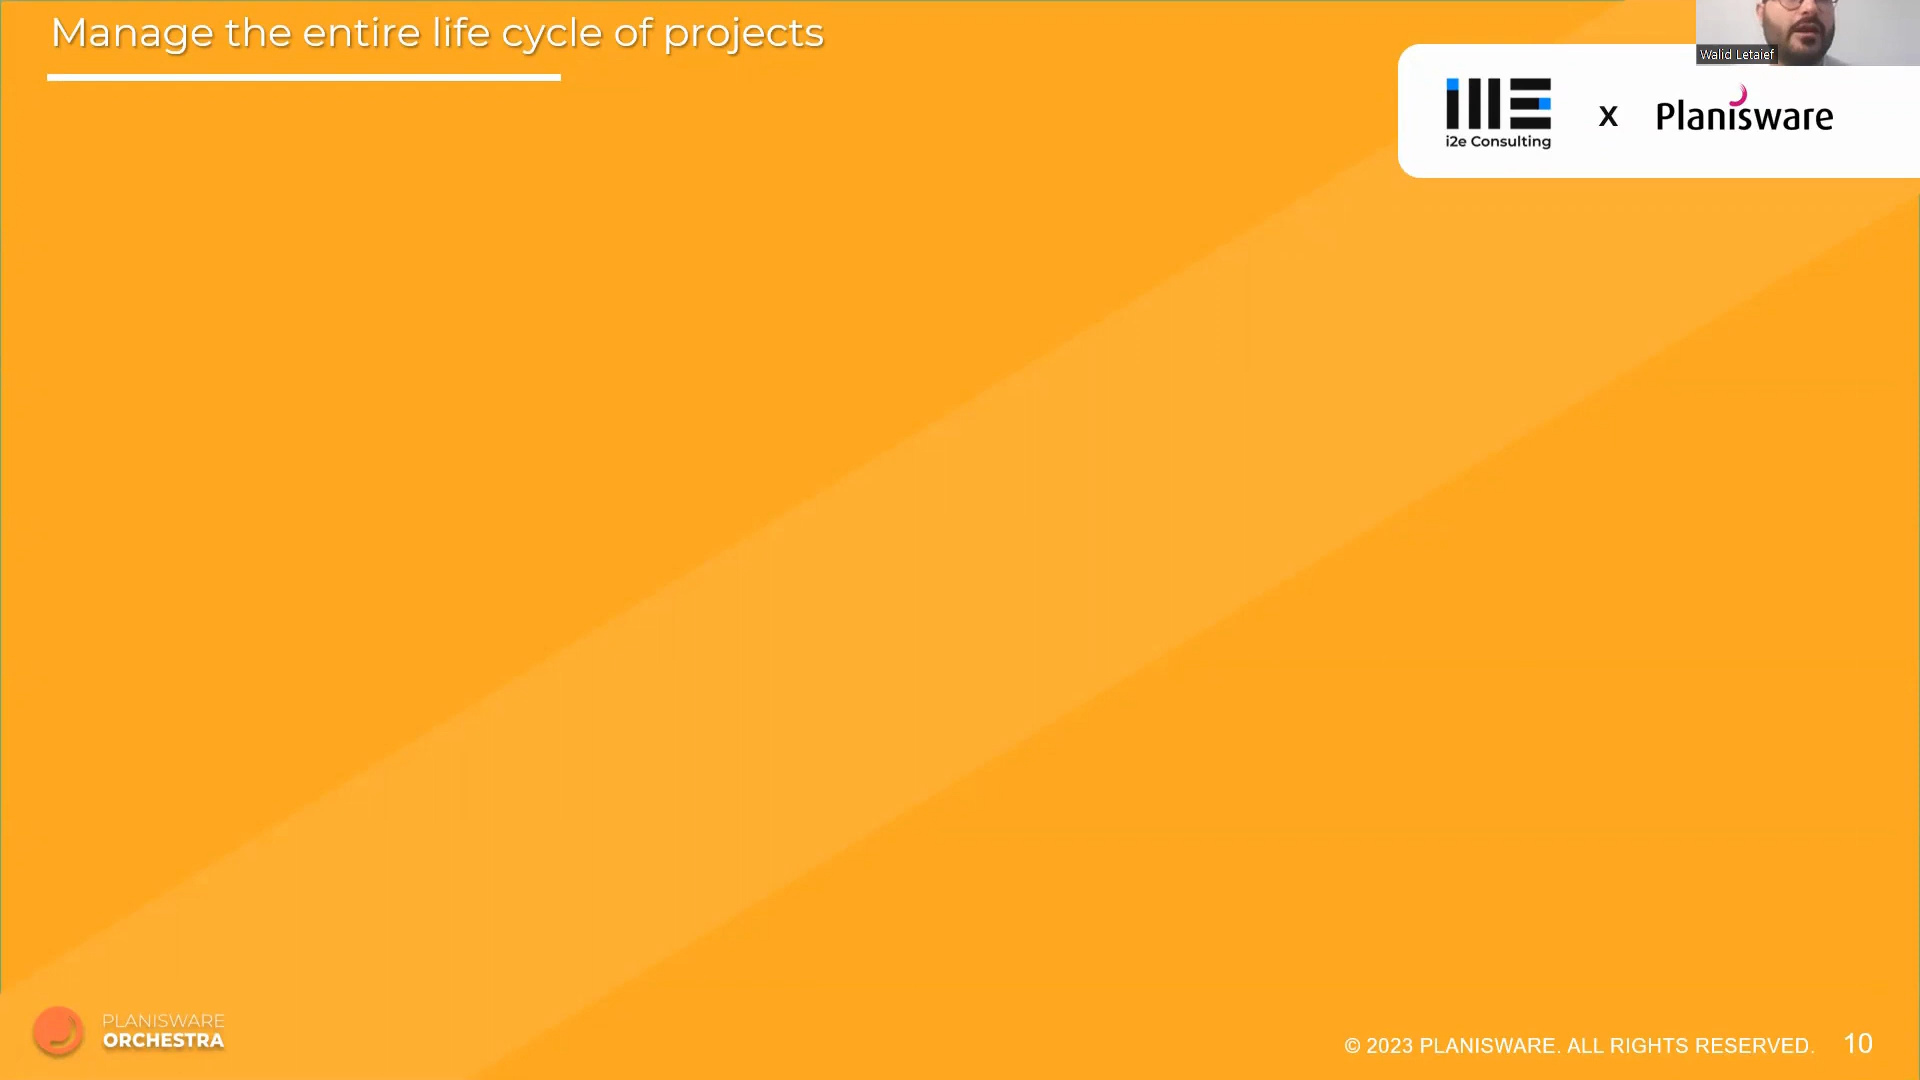 Manage the entire life cycle of projects
Walid Letaief
i2e Consulting
x
Planisware
PLANISWARE
ORCHESTRA
© 2023 PLANISWARE. ALL RIGHTS RESERVED.
10